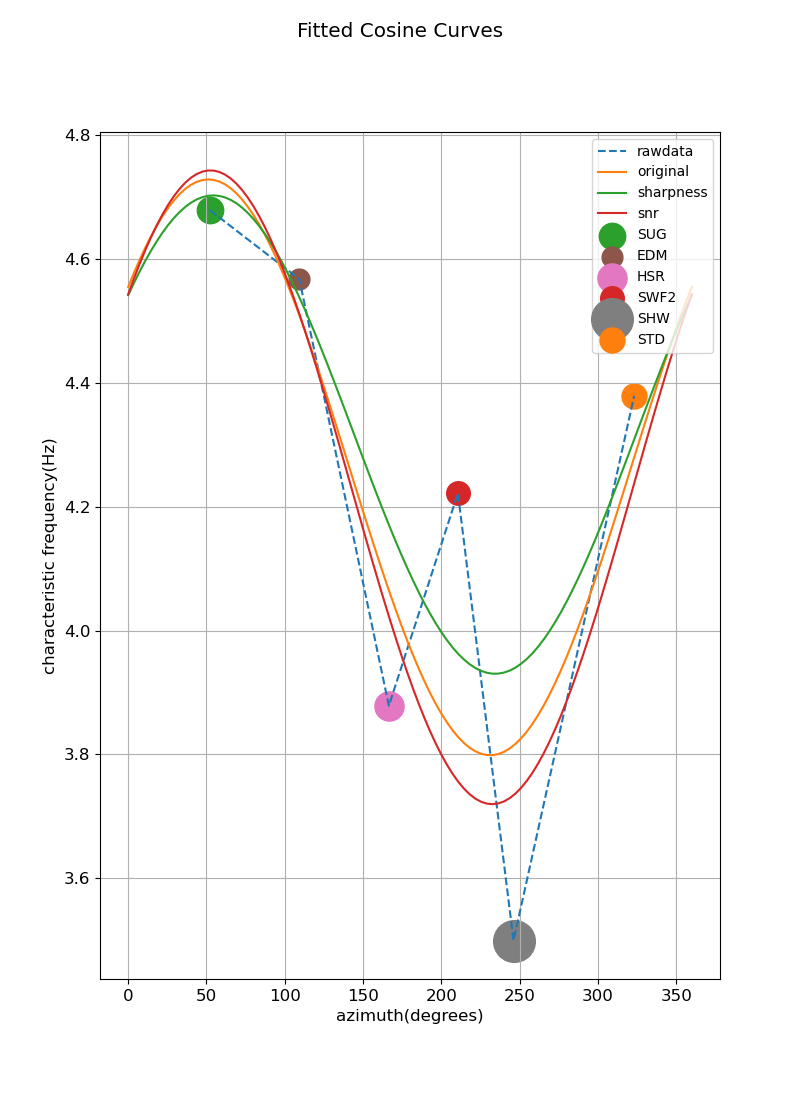 Fitted Cosine Curves
4.8
4.6
4.4
4.2
4.0
3.8
3.6
characteristic frequency(Hz)
rawdata
original
sharpness
snr
SUG
EDM
HSR
SWF2
SHW
STD
0 50 100 150 200 250 300 350
azimuth(degrees)